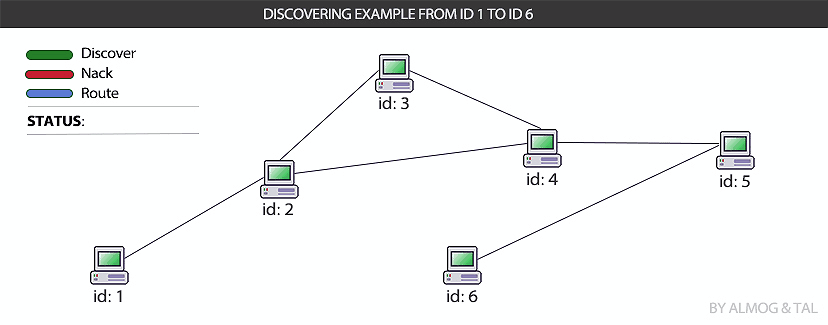 DISCOVERING EXAMPLE FROM ID 1 TO ID 6
Discover
Nack
Route
STATUS:
id: 3
id: 4
id: 5
id: 2
id: 1
id: 6
BY ALMOG & TAL